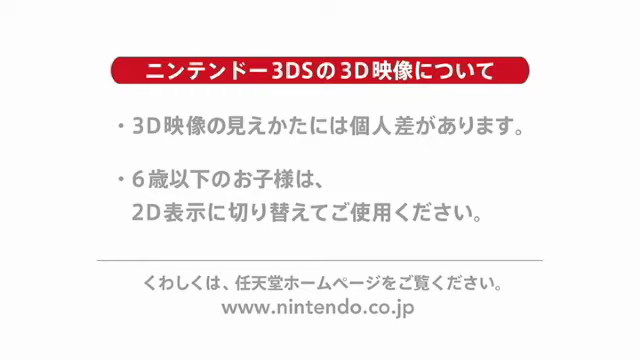 ニンテンドー3DSの3D映像について
・3D映像の見えかたには個人差があります。
・6歳以下のお子様は、
2D表示に切り替えてご使用ください。
くわしくは、任天堂ホームページをご覧ください。
www.nintendo.co.jp